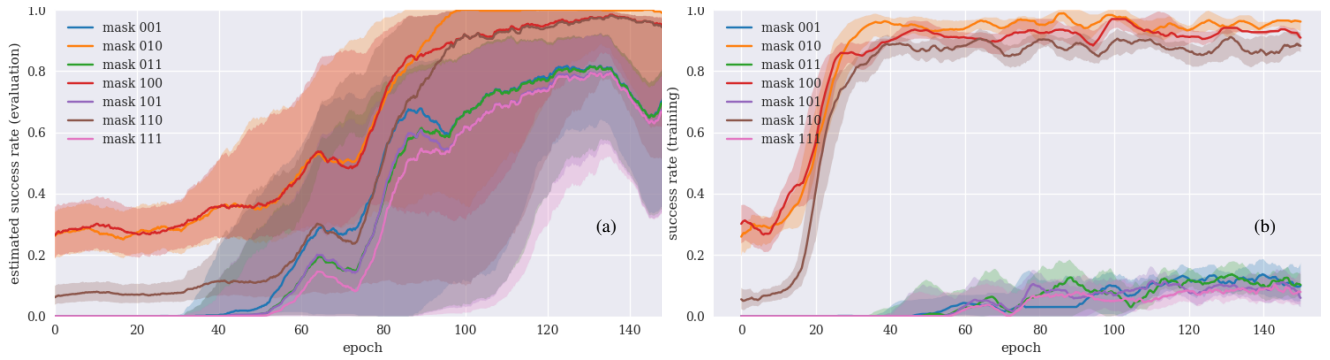 estimated success rate (evaluation)
1.0
0.8
0.6
0.4
0.2
0.0
mask 001
mask 010
mask 011
mask 100
mask 101
mask 110
mask 111
(a)
0 20 40 60 80 100 120 140
epoch
success rate (training)
1.0
0.8
0.6
0.4
0.2
0.0
mask 001
mask 010
mask 011
mask 100
mask 101
mask 110
mask 111
(b)
0 20 40 60 80 100 120 140
epoch